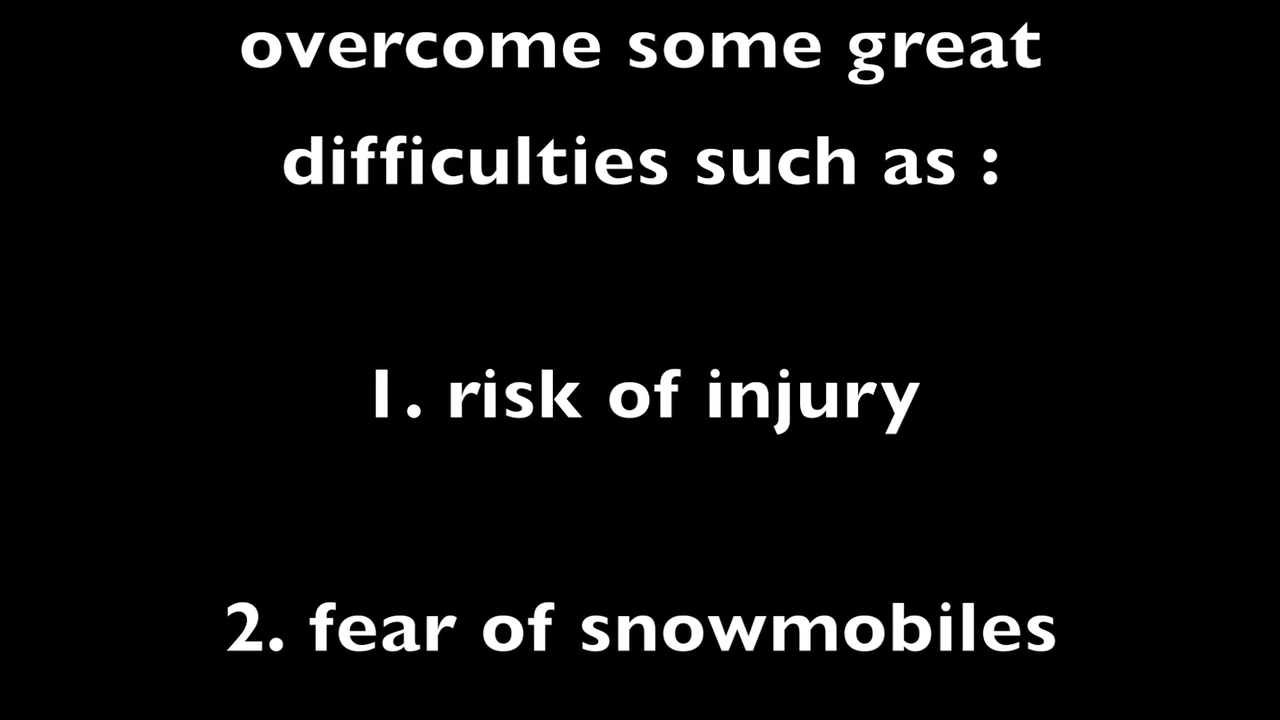 overcome some great
difficulties such as :
1. risk of injury
2. fear of snowmobiles